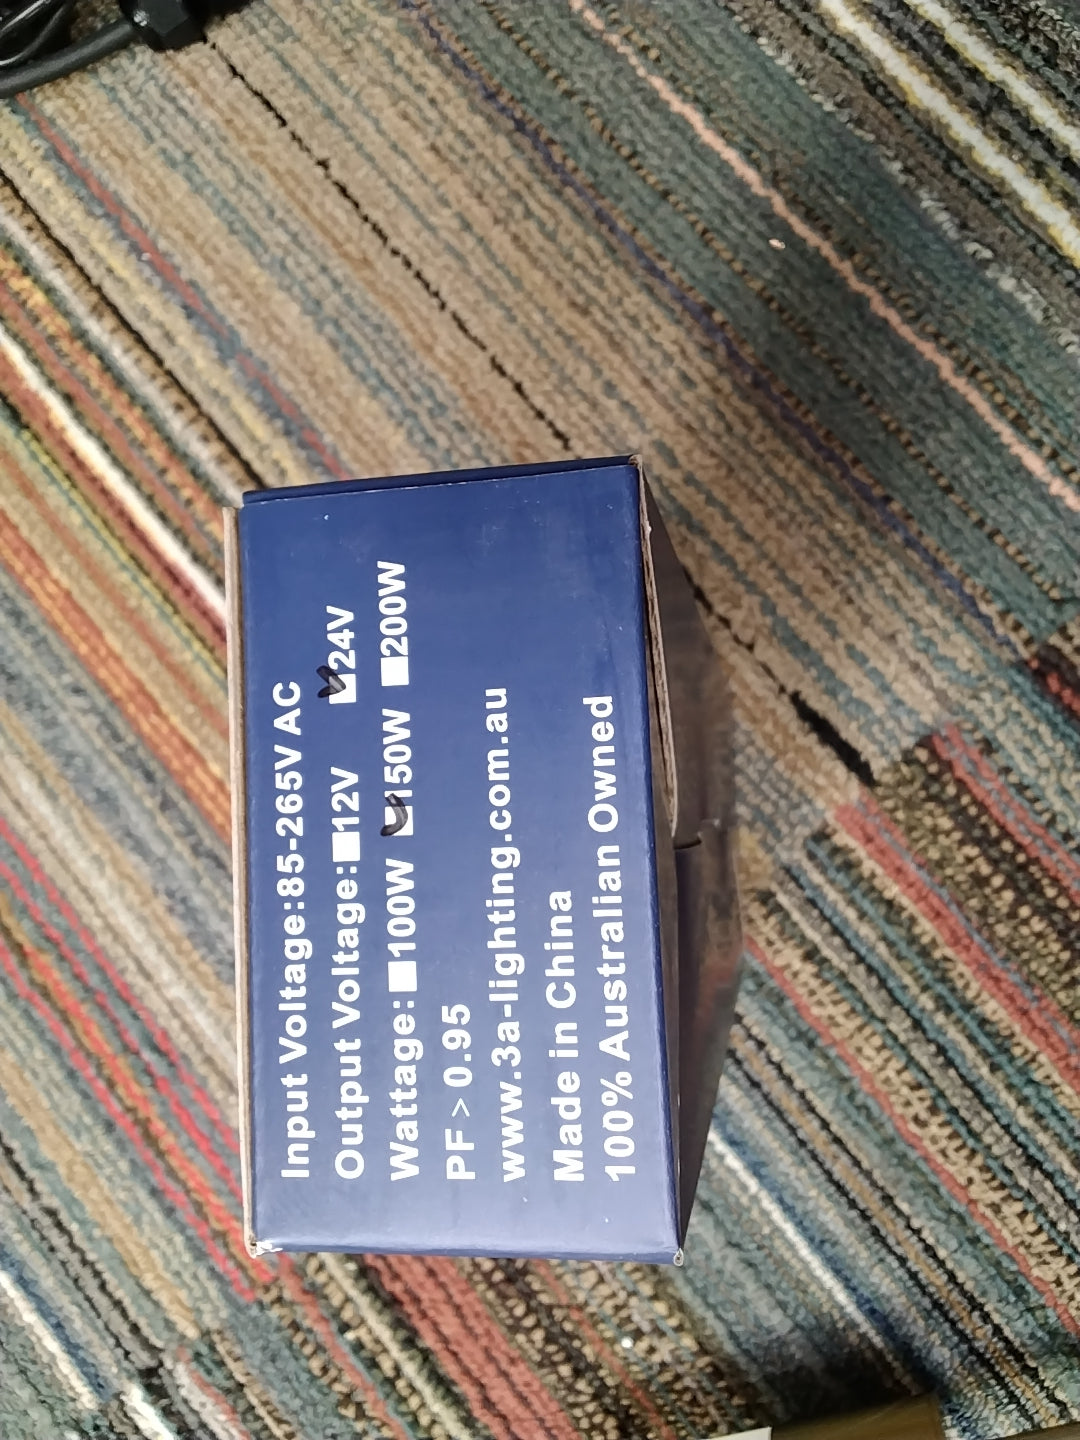 Input Voltage:85-265V AC
Output Voltage:■12V ☑24V
Wattage:■100W ☑150W ■200W
PF>0.95
www.3a-lighting.com.au
Made in China
100% Australian Owned